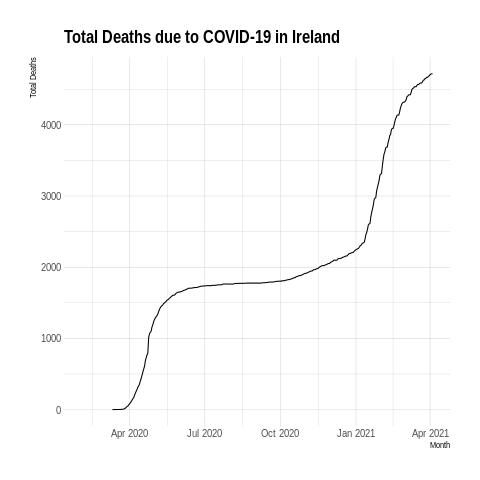 Total Deaths due to COVID-19 in Ireland
Total Deaths
4000
3000
2000
1000
0
Apr 2020 Jul 2020 Oct 2020 Jan 2021 Apr 2021
Month